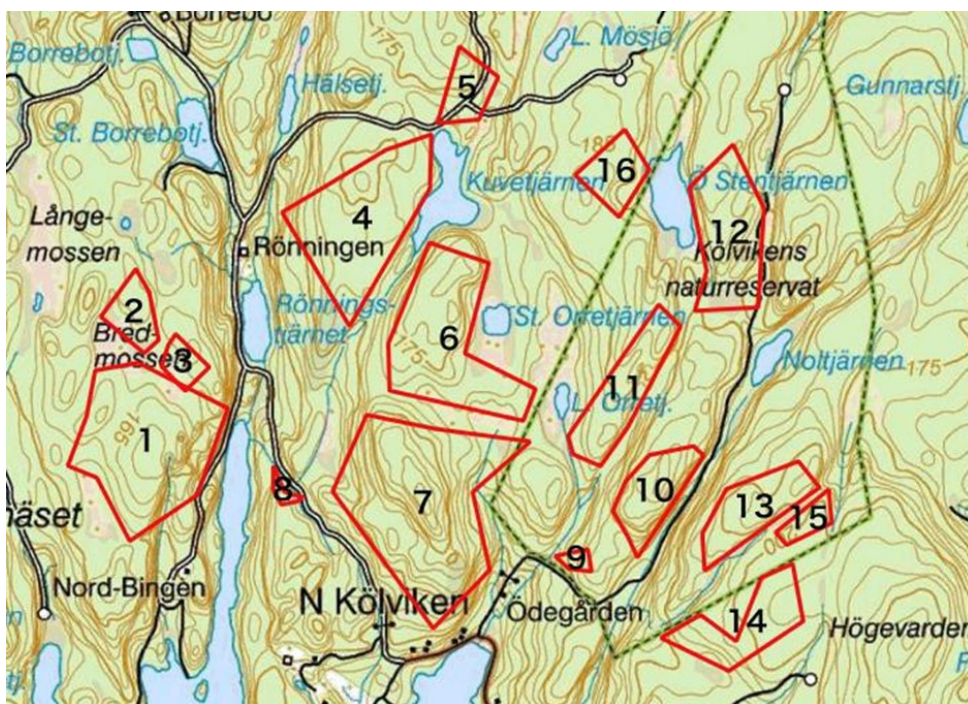 Borrebo
Borrebotj.
L. Mösjö
175
Hälsetj.
5
Gunnarstj.
St. Borrebotj.
185
16
Kuvetjärnen
Ö Stentjärnen
Långe-
mossen
4
Rönningen
12
Kölvikens
naturreservat
2
Rönnings-
tjärnet
St. Orretjärnen
Bred-
mossen
3
6
175
Noltjärnen
175
11
L. Orretj.
1
165
8
7
10
13
15
näset
9
Nord-Bingen
N Kölviken
Ödegården
14
Högevarden
tj.